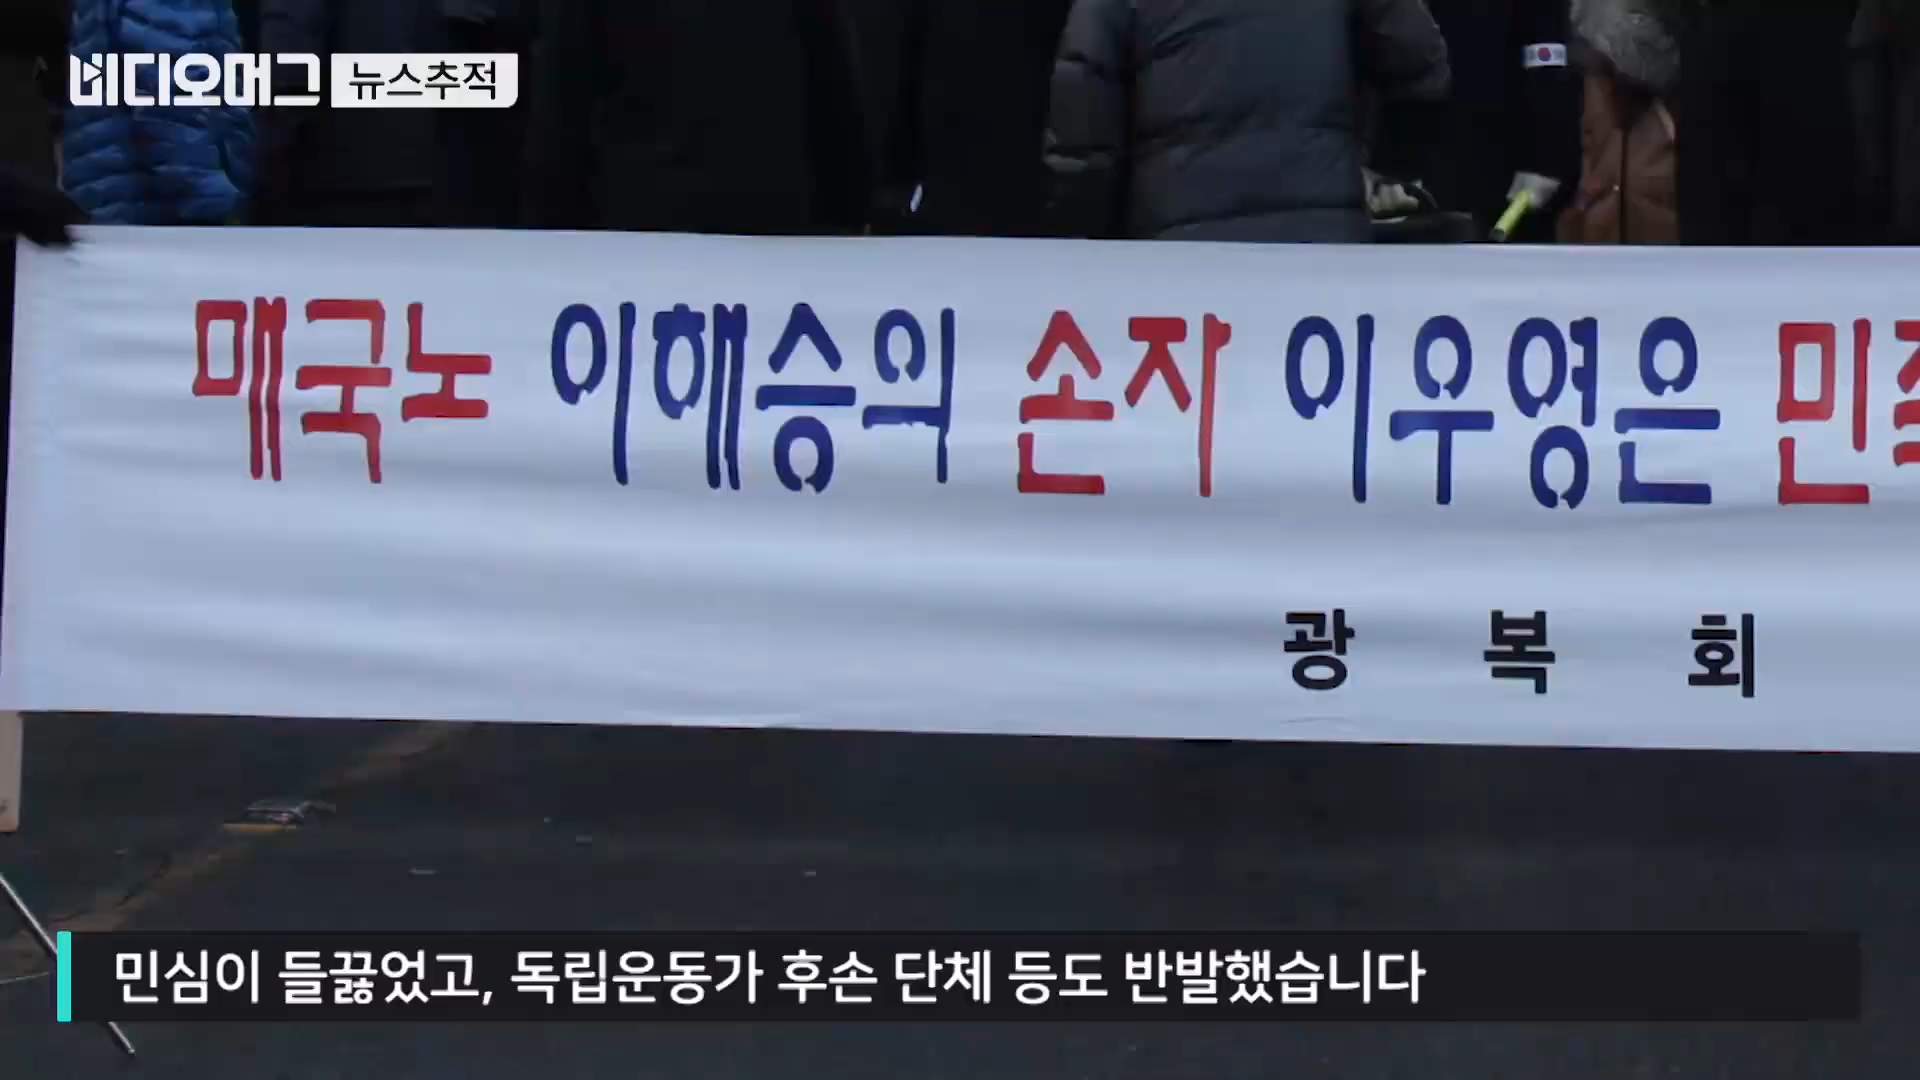 비디오머그 뉴스추적
매국노 이해승의 손자 이우영은 민족
광 복 회
민심이 들끓었고, 독립운동가 후손 단체 등도 반발했습니다